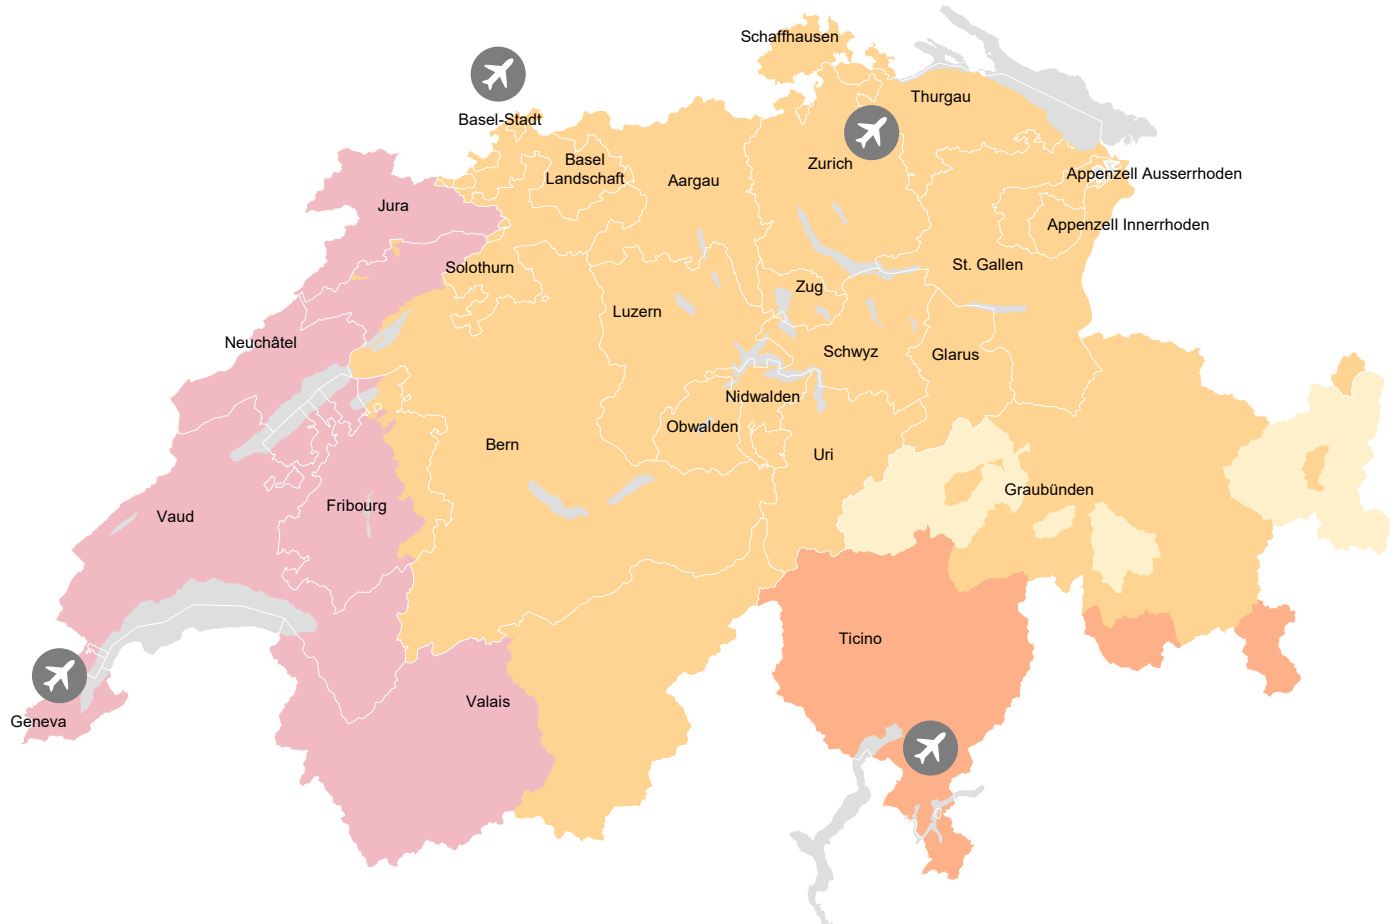 Schaffhausen
Thurgau
Basel-Stadt
Zurich
Basel
Landschaft
Aargau
Appenzell Ausserrhoden
Jura
Appenzell Innerrhoden
Solothurn
St. Gallen
Zug
Luzern
Neuchâtel
Schwyz
Glarus
Nidwalden
Obwalden
Bern
Uri
Graubünden
Fribourg
Vaud
Ticino
Valais
Geneva